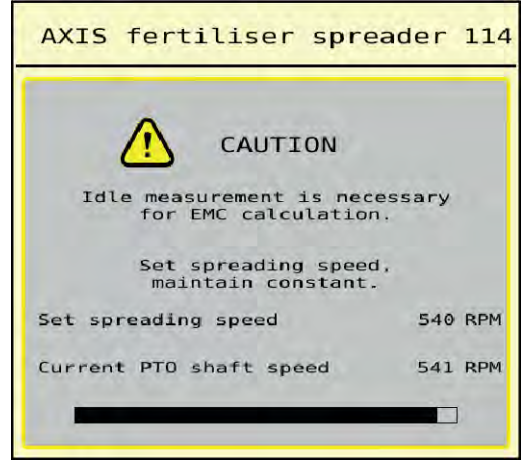 AXIS fertiliser spreader 114
CAUTION
Idle measurement is necessary
for EMC calculation.
Set spreading speed,
maintain constant.
Set spreading speed 540 RPM
Current PTO shaft speed 541 RPM